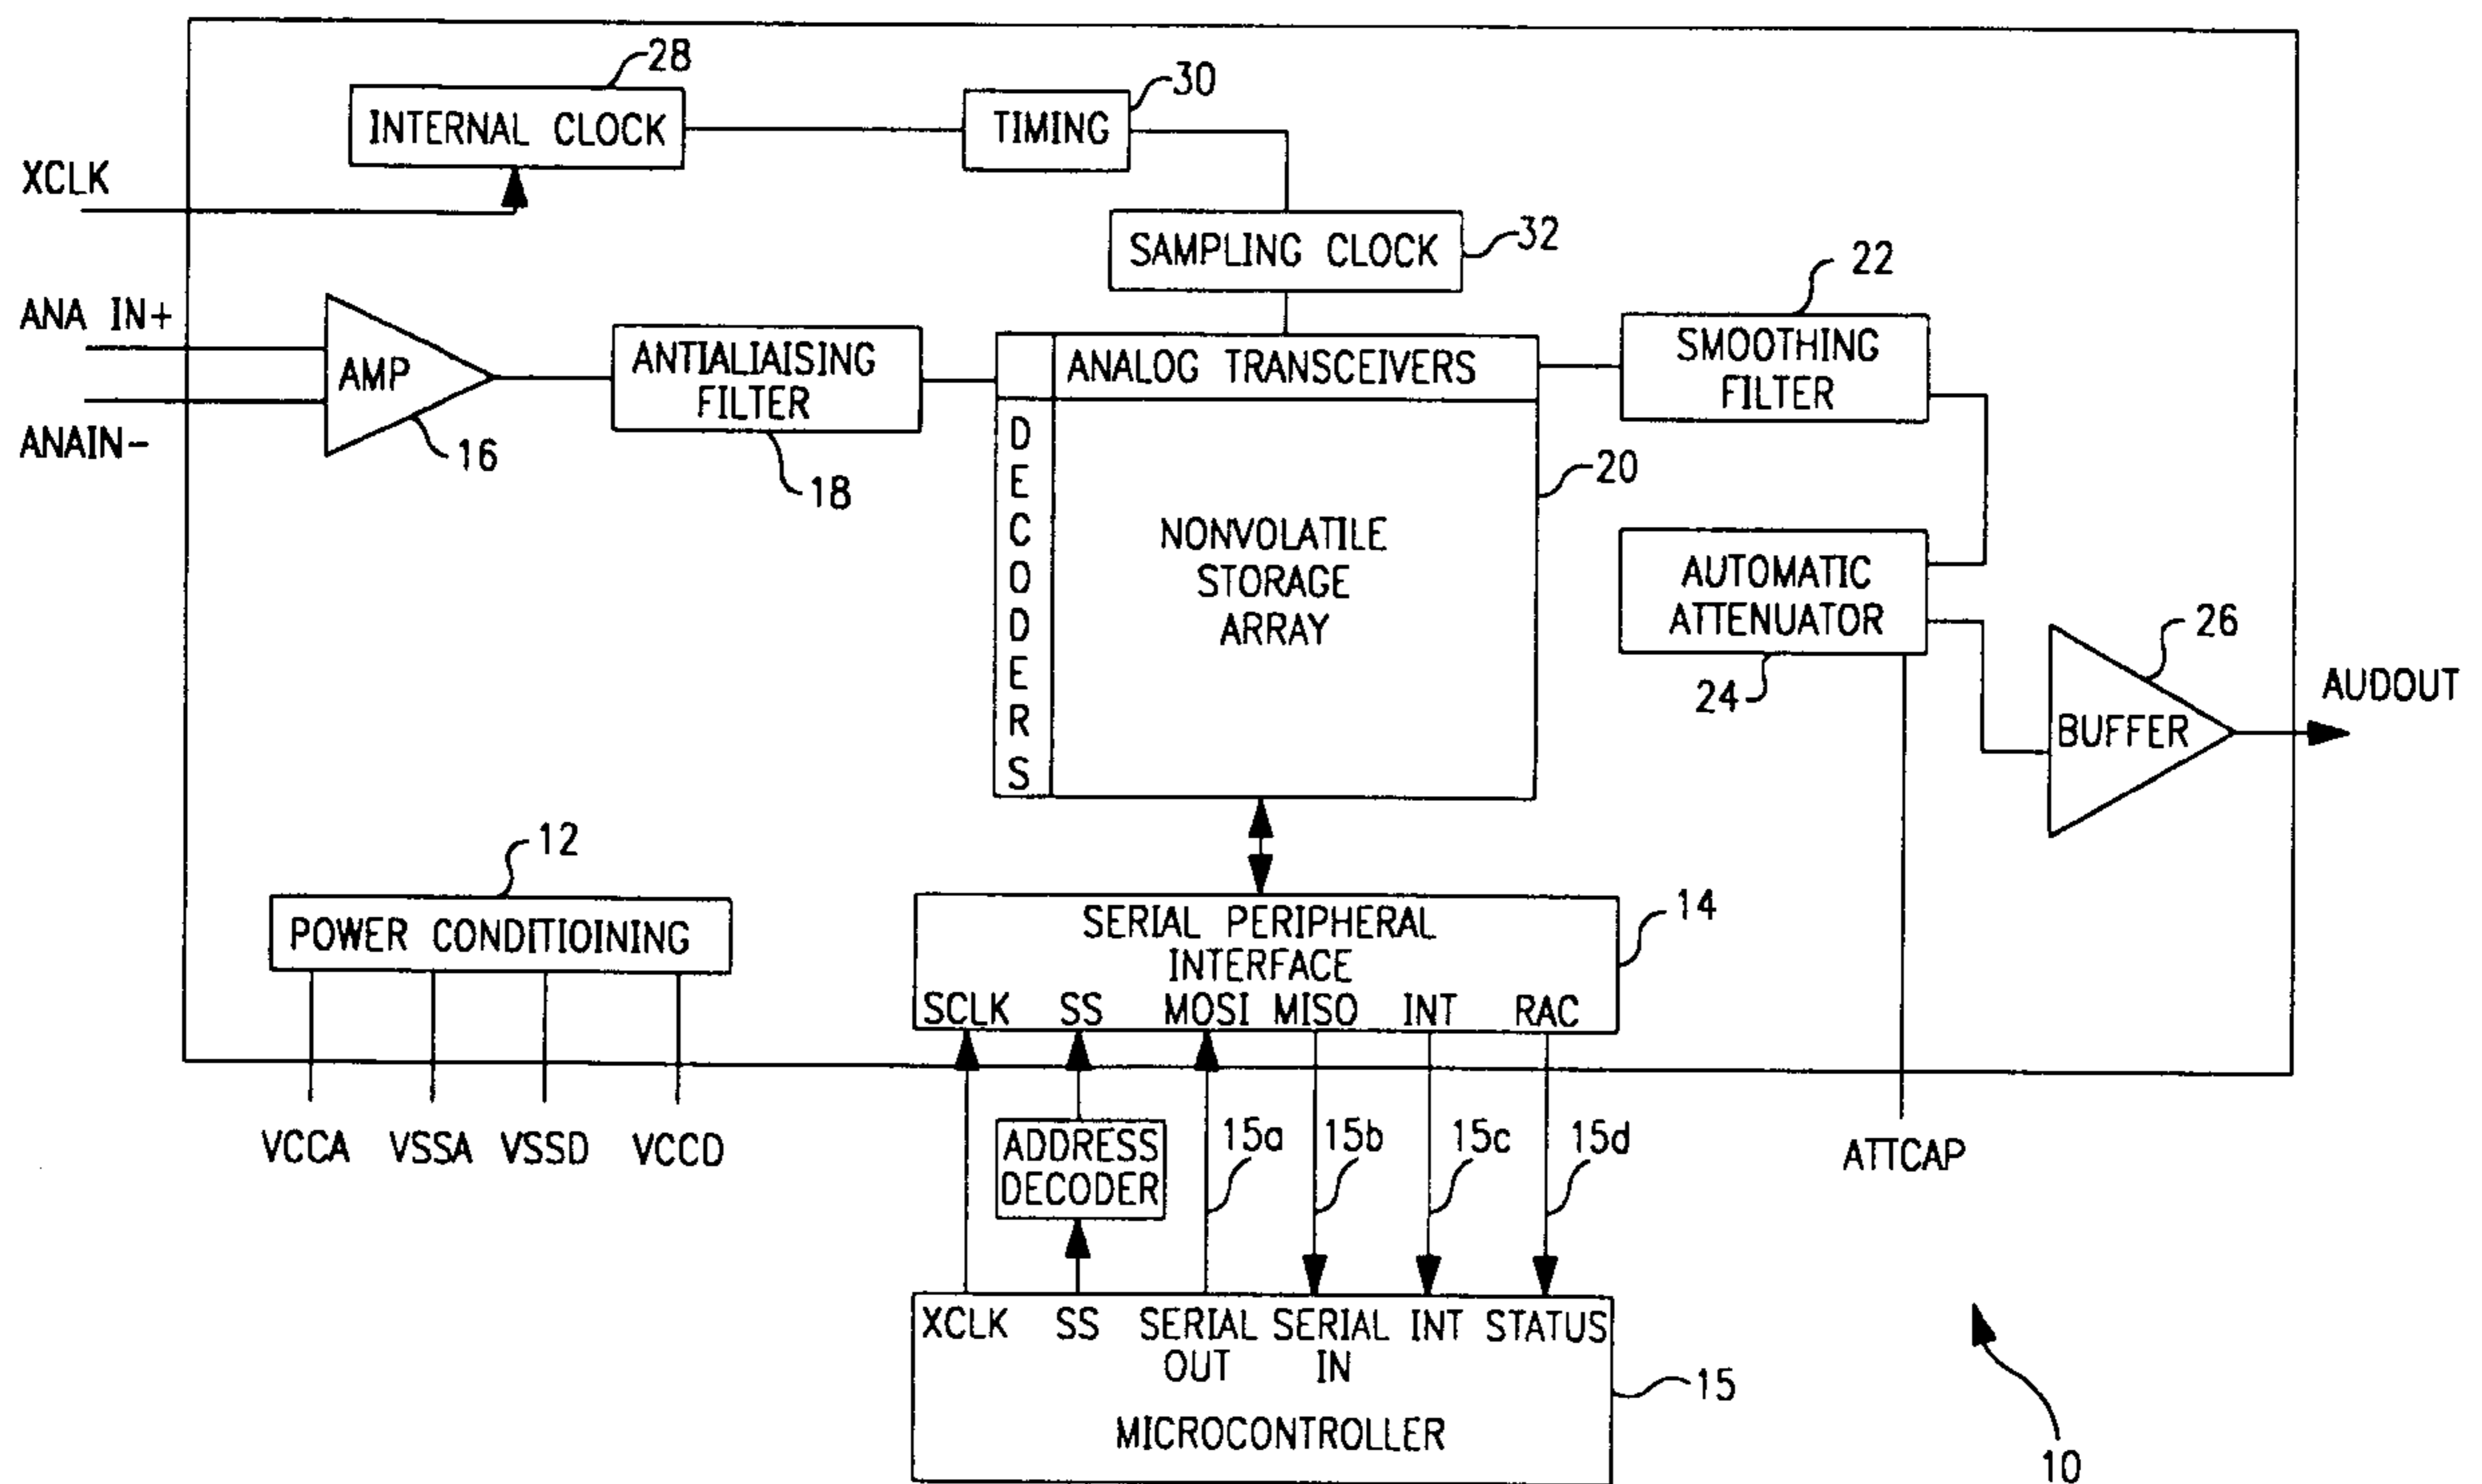 28
INTERNAL CLOCK
30
TIMING
XCLK
32
SAMPLING CLOCK
22
SMOOTHING
FILTER
ANA IN+
AMP
ANAIN-
16
ANTIALIAISING
FILTER
18
ANALOG TRANSCEIVERS
DECODERS
20
NONVOLATILE
STORAGE
ARRAY
AUTOMATIC
ATTENUATOR
24
26
BUFFER
AUDOUT
12
POWER CONDITIOINING
14
SERIAL PERIPHERAL
INTERFACE
SCLK SS MOSI MISO INT RAC
VCCA VSSA VSSD VCCD
ADDRESS
DECODER
15a 15b 15c 15d
ATTCAP
XCLK SS SERIAL SERIAL INT STATUS
OUT IN
15
MICROCONTROLLER
10